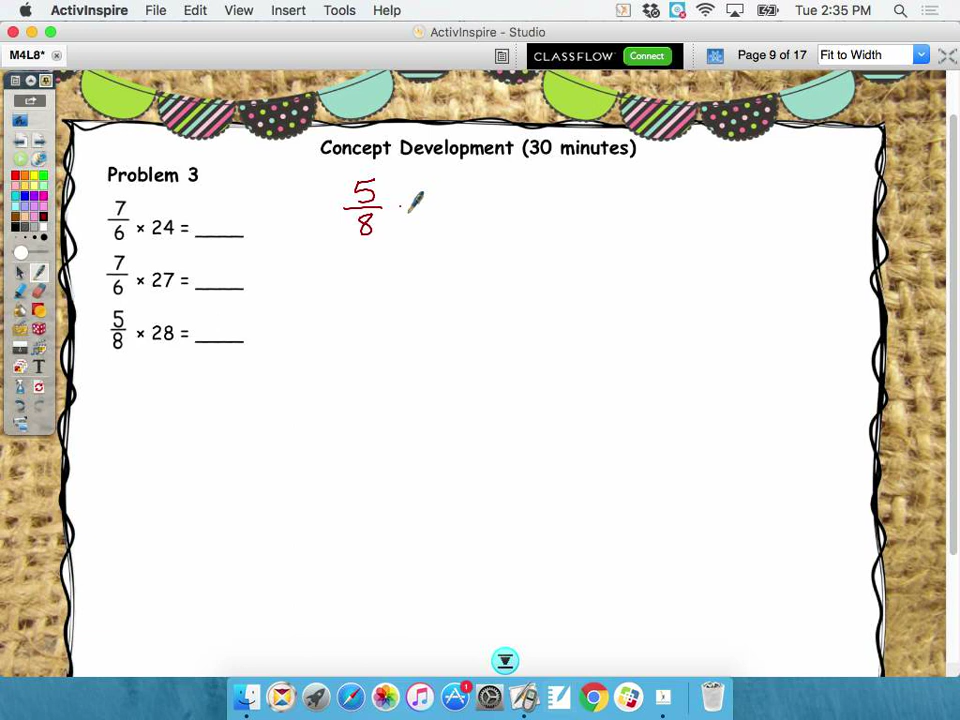 ActivInspire File Edit View Insert Tools Help Tue 2:35 PM
ActivInspire - Studio
M4L8* CLASSFLOW Connect Page 9 of 17 Fit to Width
Concept Development (30 minutes)
Problem 3
7/6 × 24 = _____
7/6 × 27 = _____
5/8 × 28 = _____
5/8 ·
T
1